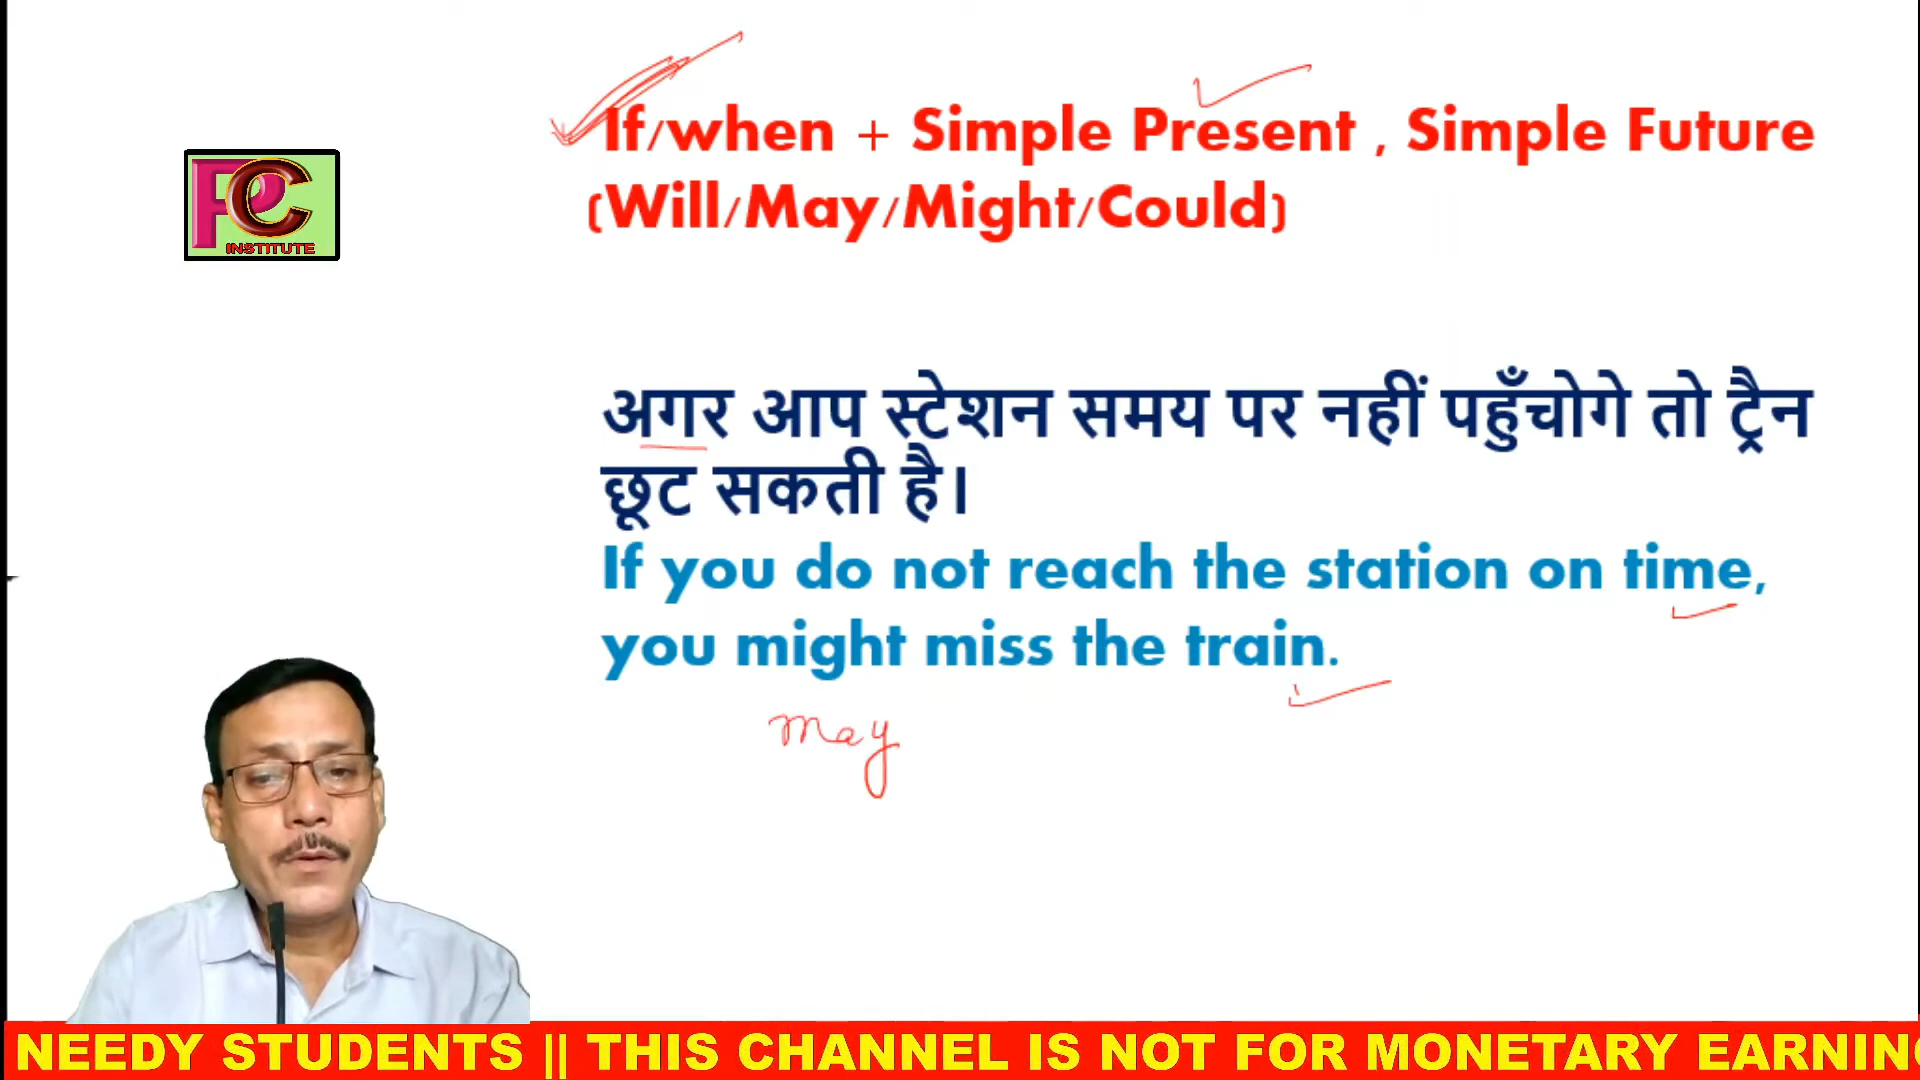 If/when + Simple Present , Simple Future
(Will/May/Might/Could)
PC
INSTITUTE
अगर आप स्टेशन समय पर नहीं पहुँचोगे तो ट्रैन
छूट सकती है।
If you do not reach the station on time,
you might miss the train.
may
NEEDY STUDENTS || THIS CHANNEL IS NOT FOR MONETARY EARNING